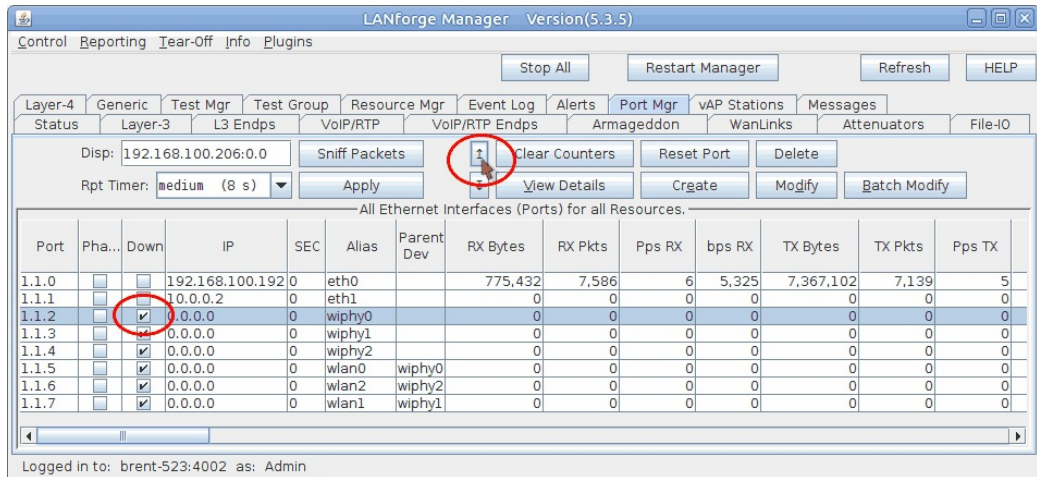 LANforge Manager Version(5.3.5)
Control Reporting Tear-Off Info Plugins
Stop All Restart Manager Refresh HELP
Layer-4 Generic Test Mgr Test Group Resource Mgr Event Log Alerts Port Mgr vAP Stations Messages
Status Layer-3 L3 Endps VoIP/RTP VoIP/RTP Endps Armageddon WanLinks Attenuators File-IO
Disp: 192.168.100.206:0.0 Sniff Packets Clear Counters Reset Port Delete
Rpt Timer: medium (8 s) Apply View Details Create Modify Batch Modify
All Ethernet Interfaces (Ports) for all Resources.
Port Pha... Down IP SEC Alias Parent Dev RX Bytes RX Pkts Pps RX bps RX TX Bytes TX Pkts Pps TX
1.1.0 192.168.100.192 0 eth0 775,432 7,586 6 5,325 7,367,102 7,139 5
1.1.1 10.0.0.2 0 eth1 0 0 0 0 0 0 0
1.1.2 0.0.0.0 0 wiphy0 0 0 0 0 0 0 0
1.1.3 0.0.0.0 0 wiphy1 0 0 0 0 0 0 0
1.1.4 0.0.0.0 0 wiphy2 0 0 0 0 0 0 0
1.1.5 0.0.0.0 0 wlan0 wiphy0 0 0 0 0 0 0 0
1.1.6 0.0.0.0 0 wlan2 wiphy2 0 0 0 0 0 0 0
1.1.7 0.0.0.0 0 wlan1 wiphy1 0 0 0 0 0 0 0
Logged in to: brent-523:4002 as: Admin